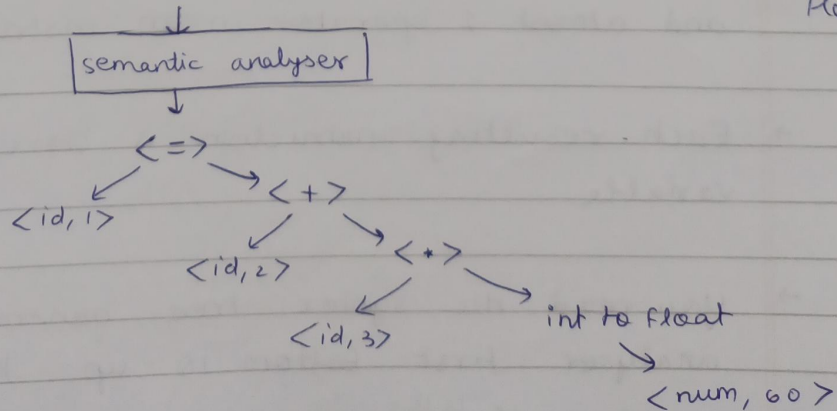 semantic analyser
< = >
<id, 1>
< + >
<id, 2>
< * >
<id, 3>
int to float
<num, 60>